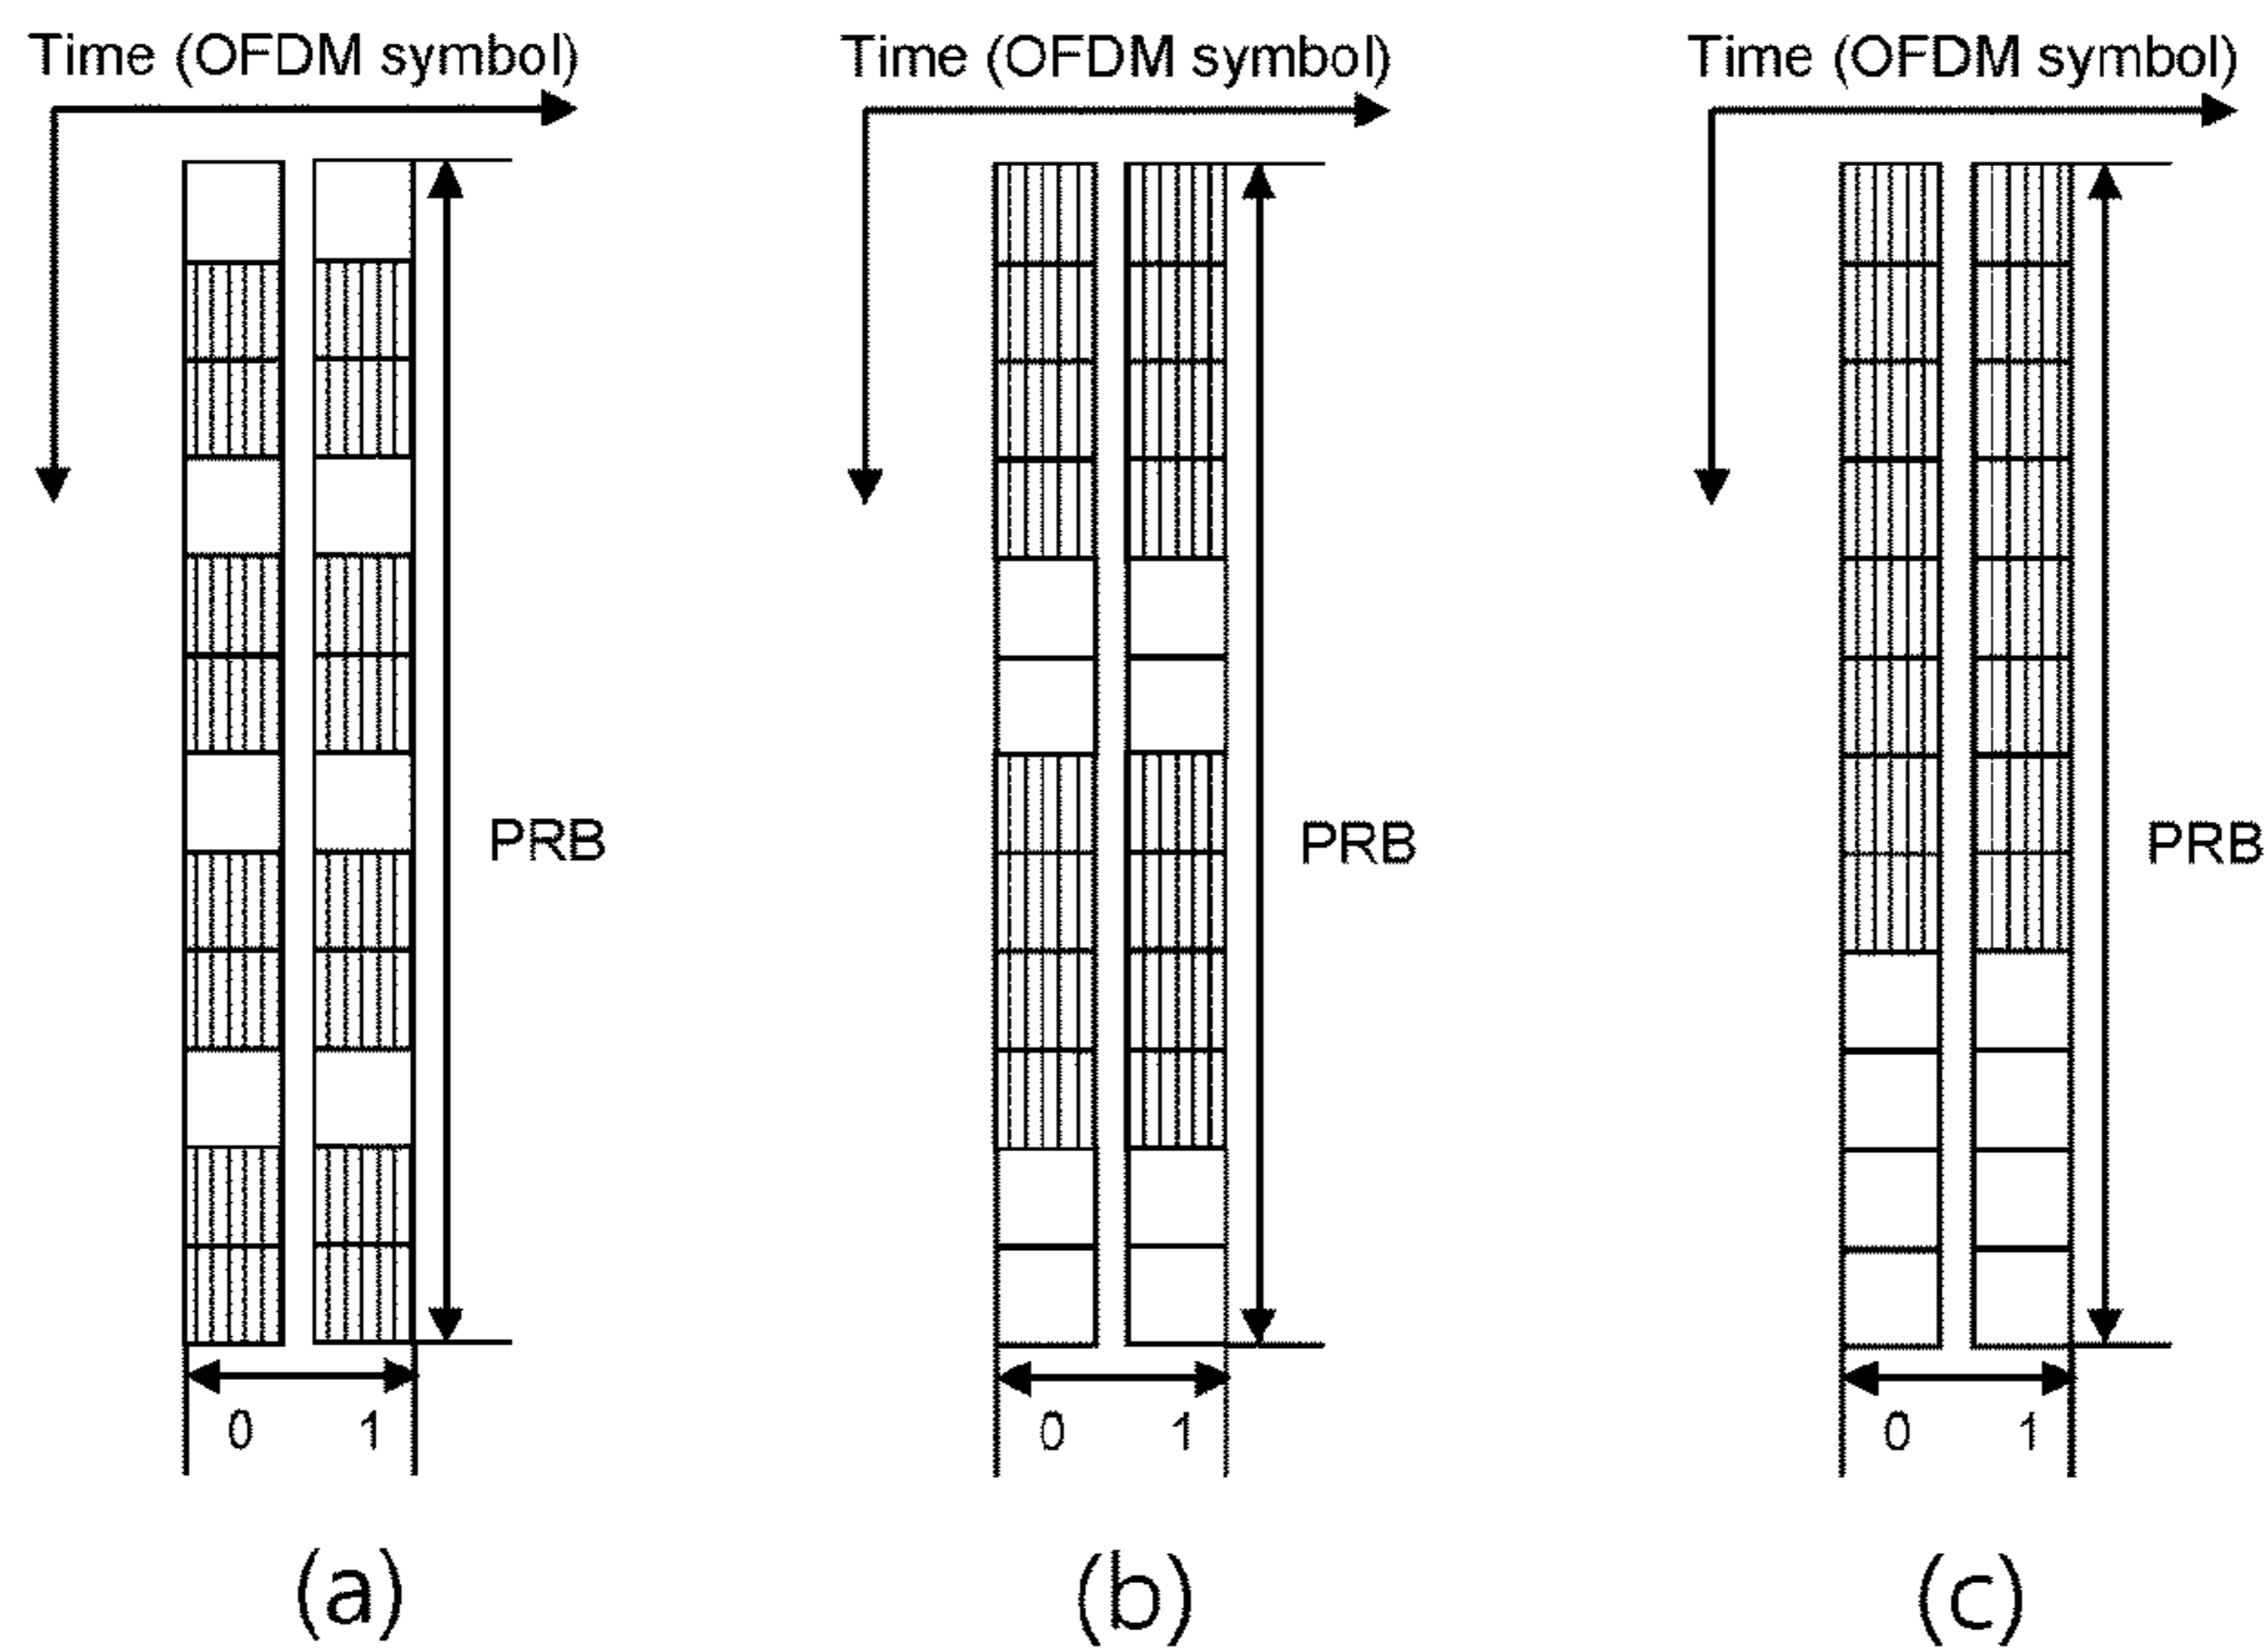 Time (OFDM symbol) Time (OFDM symbol) Time (OFDM symbol)
PRB PRB PRB
0 1 0 1 0 1
(a) (b) (c)